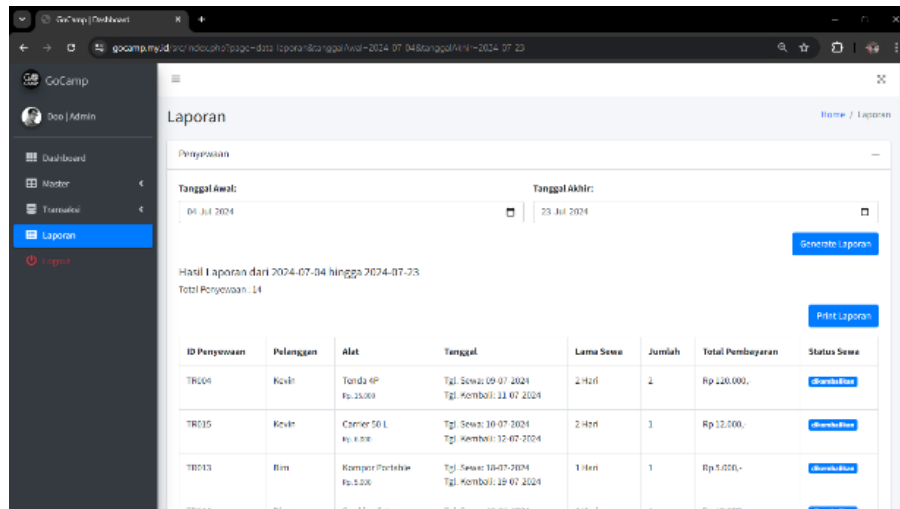 GoCamp | Dashboard
gocamp.my.id/src/index.php?page=data-laporan&tanggalAwal=2024-07-04&tanggalAkhir=2024-07-23
GoCamp
Doo | Admin
Dashboard
Master
Transaksi
Laporan
Logout
Laporan
Home / Laporan
Penyewaan
Tanggal Awal:
Tanggal Akhir:
04 Jul 2024
23 Jul 2024
Generate Laporan
Hasil Laporan dari 2024-07-04 hingga 2024-07-23
Total Penyewaan : 14
Print Laporan
ID Penyewaan Pelanggan Alat Tanggal Lama Sewa Jumlah Total Pembayaran Status Sewa
TR004 Kevin Tenda 4P Tgl. Sewa: 09-07-2024 2 Hari 2 Rp 120.000,- dikembalikan
Tgl. Kembali: 11-07-2024
TR015 Kevin Carrier 50 L Tgl. Sewa: 10-07-2024 2 Hari 1 Rp 12.000,- dikembalikan
Tgl. Kembali: 12-07-2024
TR013 Kompor Portable Tgl. Sewa: 18-07-2024 1 Hari 1 Rp 5.000,- dikembalikan
Rp. 5.000 Tgl. Kembali: 19-07-2024